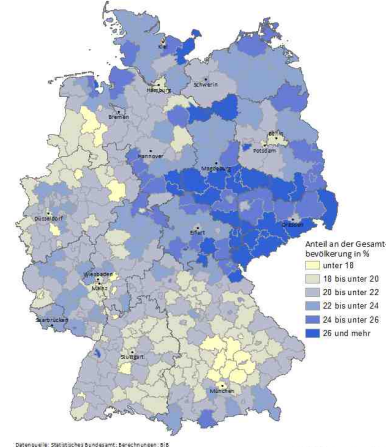 Kiel
Hamburg
Schwerin
Bremen
Berlin
Potsdam
Hannover
Magdeburg
Düsseldorf
Erfurt
Dresden
Wiesbaden
Mainz
Saarbrücken
Stuttgart
München
Anteil an der Gesamt-
bevölkerung in %
unter 18
18 bis unter 20
20 bis unter 22
22 bis unter 24
24 bis unter 26
26 und mehr
Datenquelle: Statistisches Bundesamt; Berechnungen: BiB